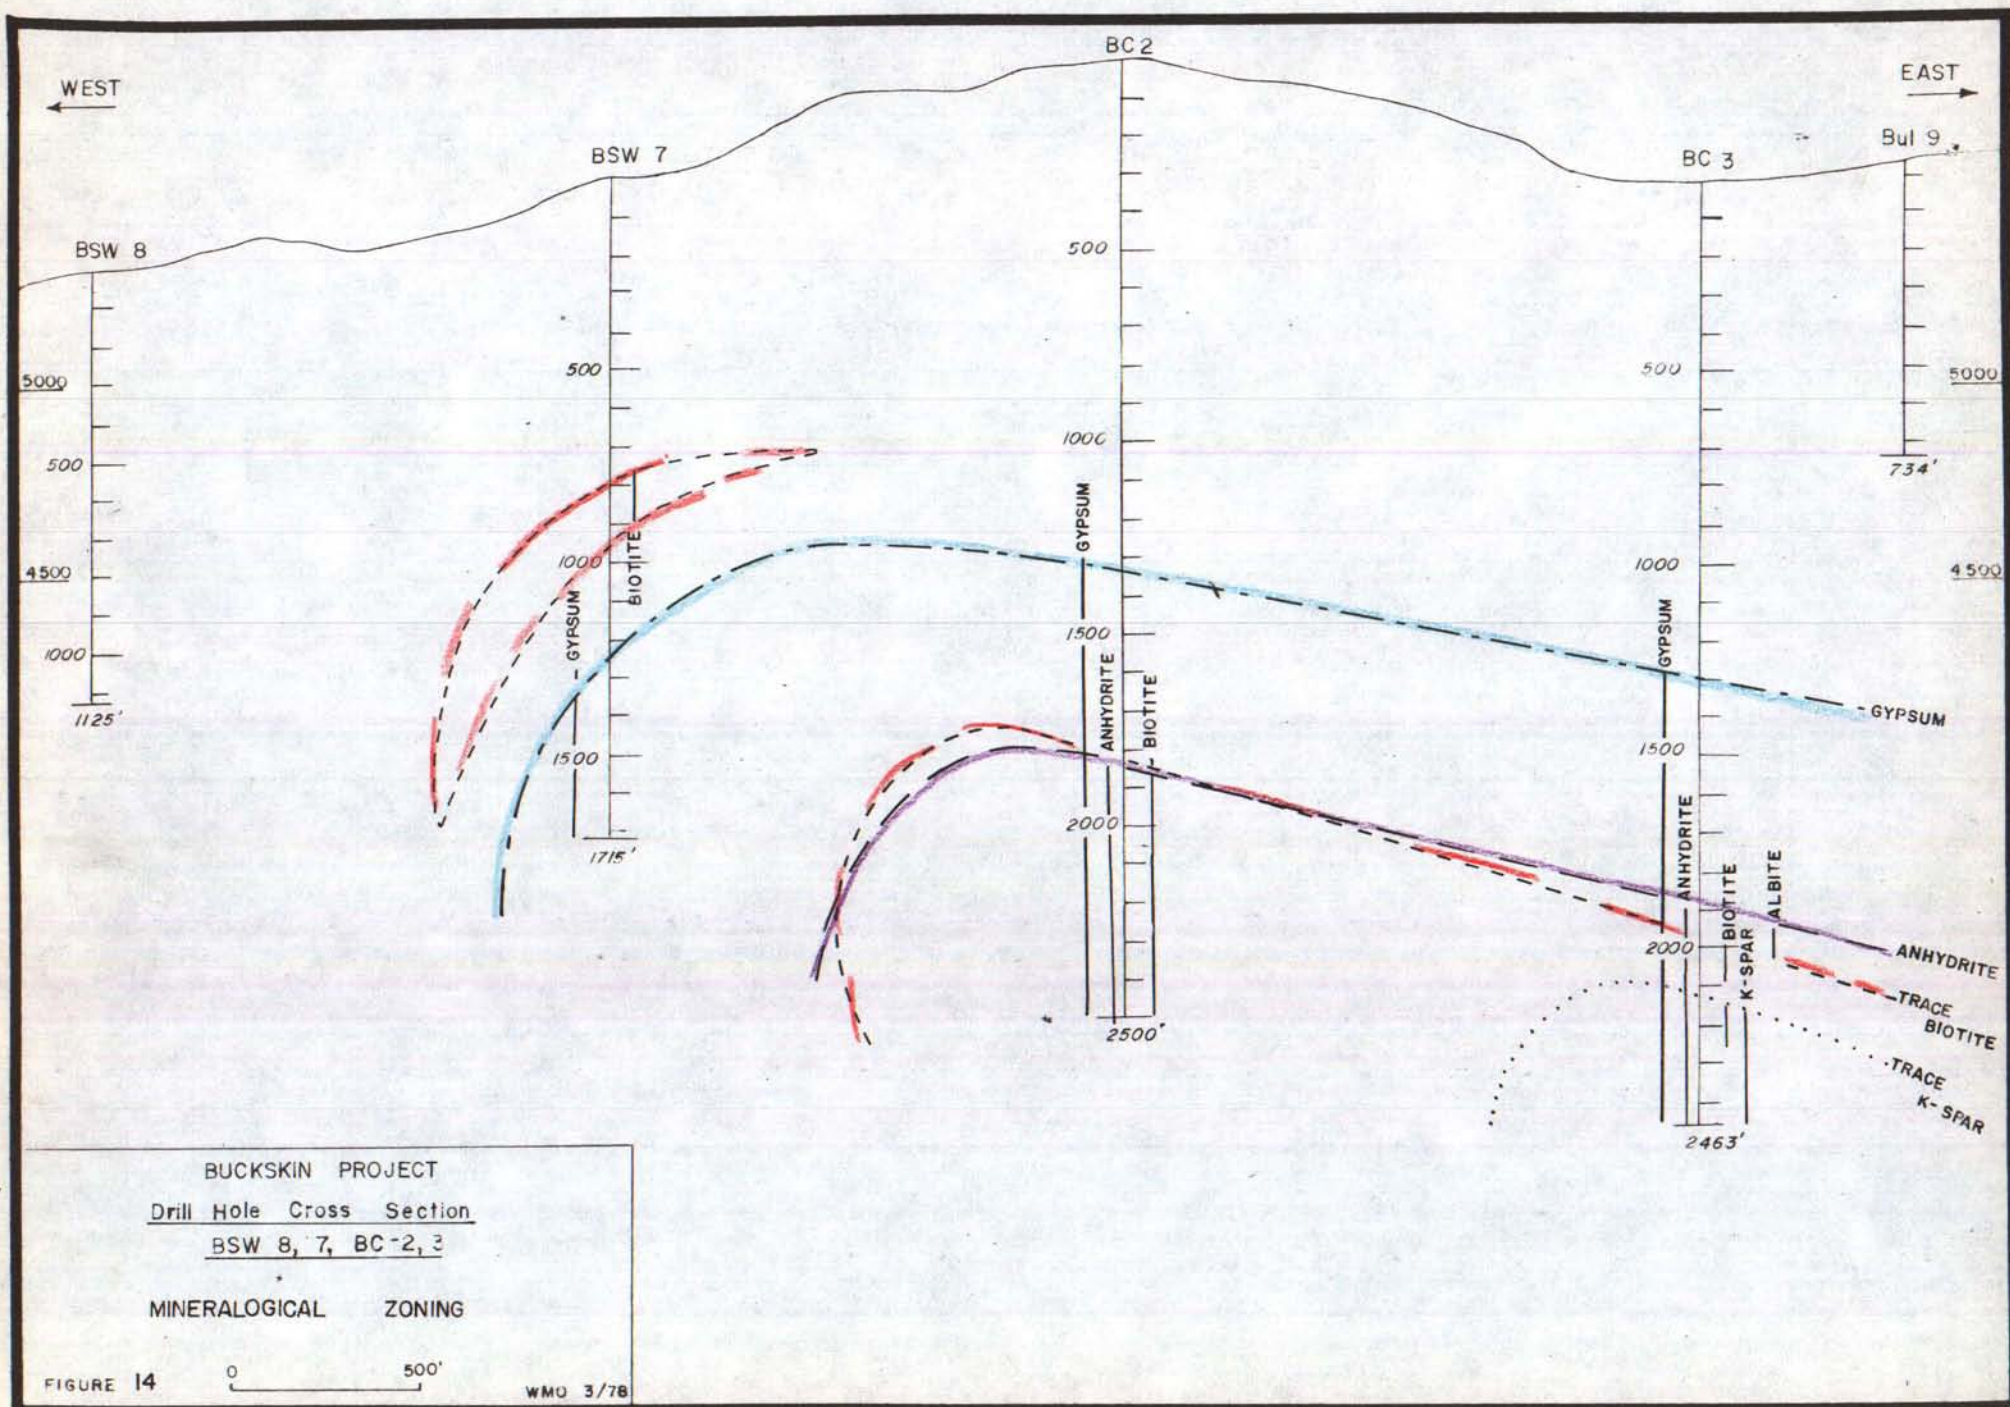 WEST
BC 2
EAST
BSW 7
BC 3
Bul 9
BSW 8
500
500
500
5000
5000
1000
500
734'
GYPSUM
1000
1000
BIOTITE
4500
4500
GYPSUM
GYPSUM
1500
1000
ANHYDRITE
BIOTITE
1125'
GYPSUM
1500
1500
2000
1715'
ANHYDRITE
ALBITE
BIOTITE
K-SPAR
2000
ANHYDRITE
TRACE
BIOTITE
2500'
TRACE
K-SPAR
2463'
BUCKSKIN PROJECT
Drill Hole Cross Section
BSW 8, 7, BC-2, 3
MINERALOGICAL ZONING
0 500'
FIGURE 14
WMO 3/78